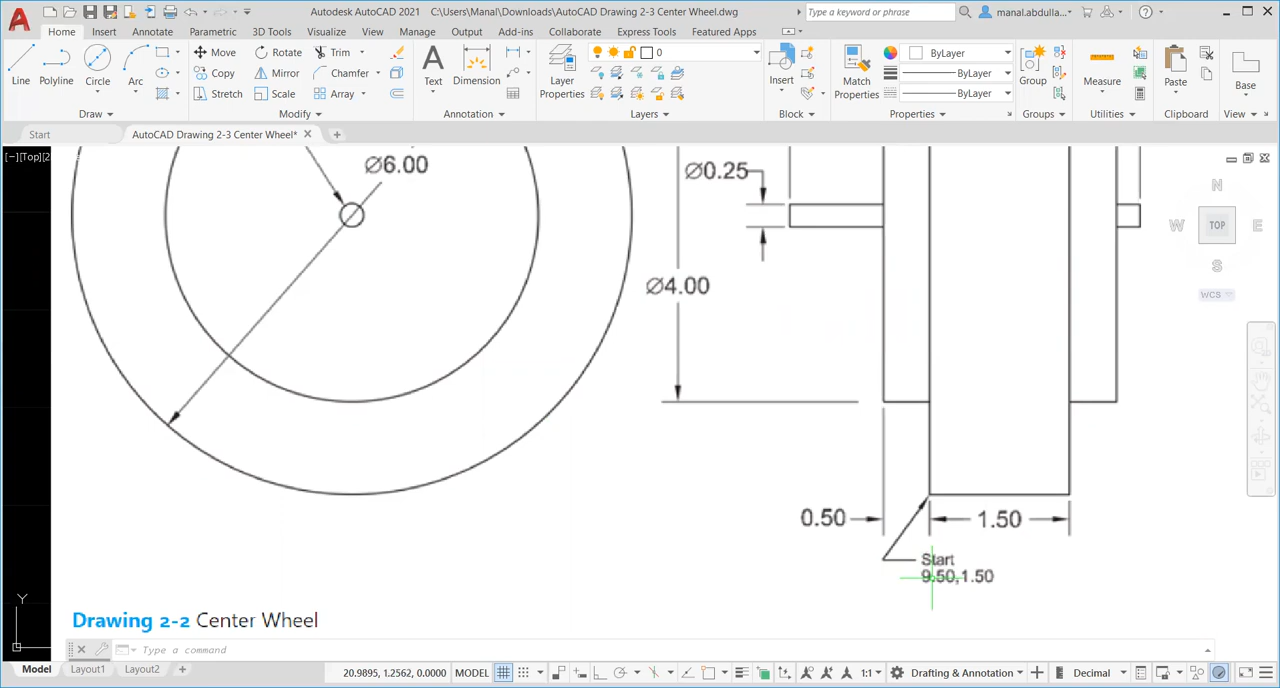 Autodesk AutoCAD 2021 C:\Users\Manal\Downloads\AutoCAD Drawing 2-3 Center Wheel.dwg
Type a keyword or phrase
manal.abdulla...
Home Insert Annotate Parametric 3D Tools Visualize View Manage Output Add-ins Collaborate Express Tools Featured Apps
Line Polyline Circle Arc
Move Rotate Trim
Copy Mirror Chamfer
Stretch Scale Array
Text Dimension
Layer Properties
0
Insert
Match Properties
ByLayer
ByLayer
ByLayer
Group
Measure
Paste
Base
Draw Modify Annotation Layers Block Properties Groups Utilities Clipboard View
Start AutoCAD Drawing 2-3 Center Wheel*
[−][Top][2
N
W TOP E
S
WCS
Ø6.00
Ø0.25
Ø4.00
0.50
1.50
Start
9.50,1.50
Y
Drawing 2-2 Center Wheel
Type a command
Model Layout1 Layout2
20.9895, 1.2562, 0.0000 MODEL
1:1
Drafting & Annotation
Decimal